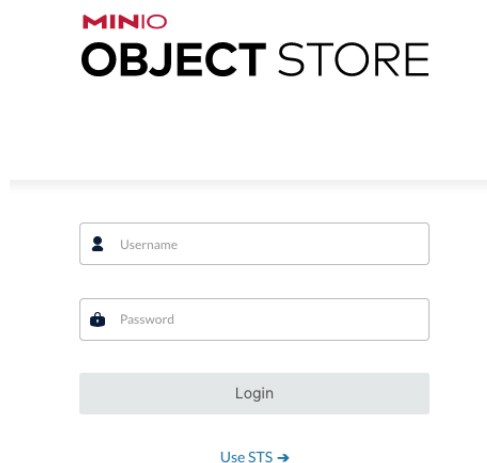 MINIO
OBJECT STORE
Username
Password
Login
Use STS ➔